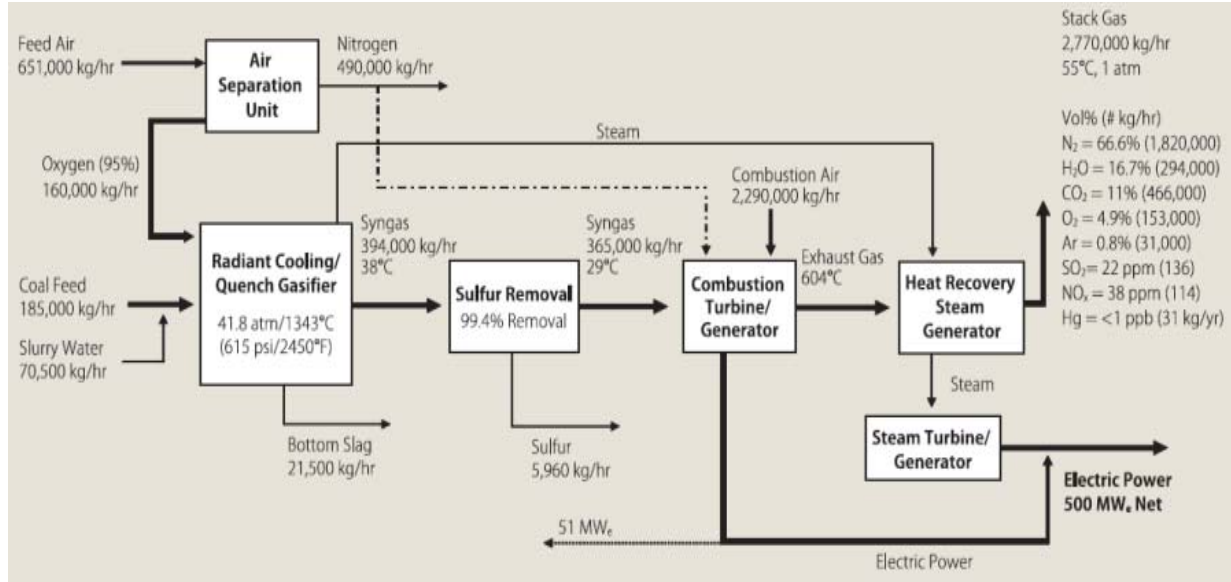 Feed Air
651,000 kg/hr
Air
Separation
Unit
Nitrogen
490,000 kg/hr
Oxygen (95%)
160,000 kg/hr
Steam
Combustion Air
2,290,000 kg/hr
Stack Gas
2,770,000 kg/hr
55°C, 1 atm
Vol% (# kg/hr)
N₂ = 66.6% (1,820,000)
H₂O = 16.7% (294,000)
CO₂ = 11% (466,000)
O₂ = 4.9% (153,000)
Ar = 0.8% (31,000)
SO₂= 22 ppm (136)
NOₓ = 38 ppm (114)
Hg = <1 ppb (31 kg/yr)
Coal Feed
185,000 kg/hr
Slurry Water
70,500 kg/hr
Radiant Cooling/
Quench Gasifier
41.8 atm/1343°C
(615 psi/2450°F)
Syngas
394,000 kg/hr
38°C
Sulfur Removal
99.4% Removal
Syngas
365,000 kg/hr
29°C
Combustion
Turbine/
Generator
Exhaust Gas
604°C
Heat Recovery
Steam
Generator
Bottom Slag
21,500 kg/hr
Sulfur
5,960 kg/hr
Steam
Steam Turbine/
Generator
Electric Power
500 MWₑ Net
51 MWₑ
Electric Power